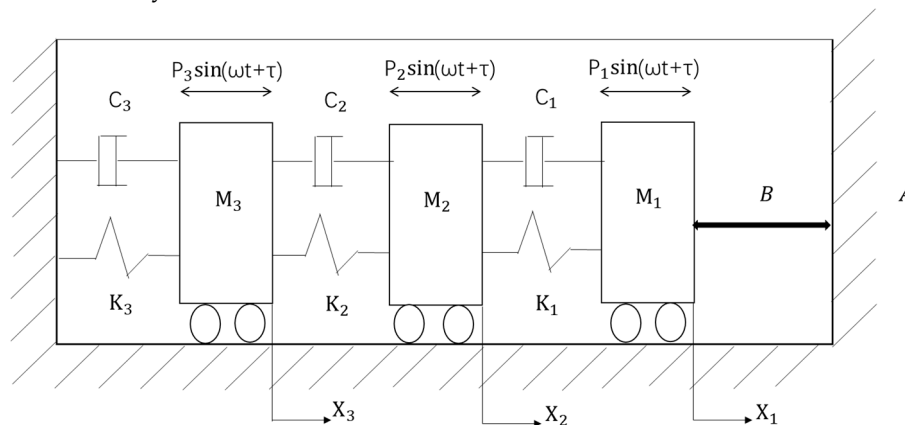 P₃sin(ωt+τ) P₂sin(ωt+τ) P₁sin(ωt+τ)
C₃ C₂ C₁
M₃ M₂ M₁ B
K₃ K₂ K₁
X₃ X₂ X₁